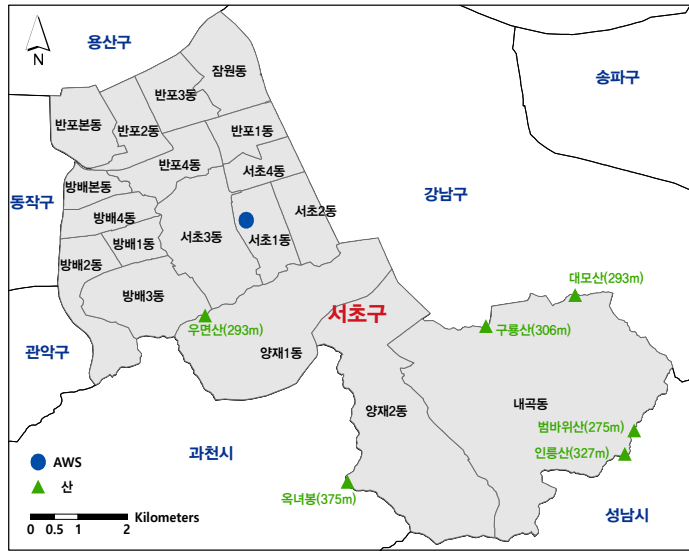 용산구
N
잠원동
송파구
반포3동
반포본동
반포2동
반포1동
반포4동
서초4동
방배본동
동작구
강남구
방배4동
서초2동
서초3동
서초1동
방배1동
방배2동
대모산(293m)
방배3동
서초구
우면산(293m)
구룡산(306m)
관악구
양재1동
내곡동
양재2동
범바위산(275m)
과천시
인릉산(327m)
AWS
산
옥녀봉(375m)
성남시
Kilometers
0 0.5 1 2